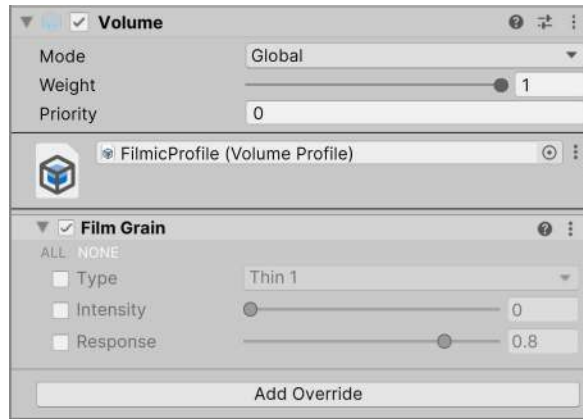 Volume
Mode Global
Weight 1
Priority 0
FilmicProfile (Volume Profile)
Film Grain
ALL NONE
Type Thin 1
Intensity 0
Response 0.8
Add Override